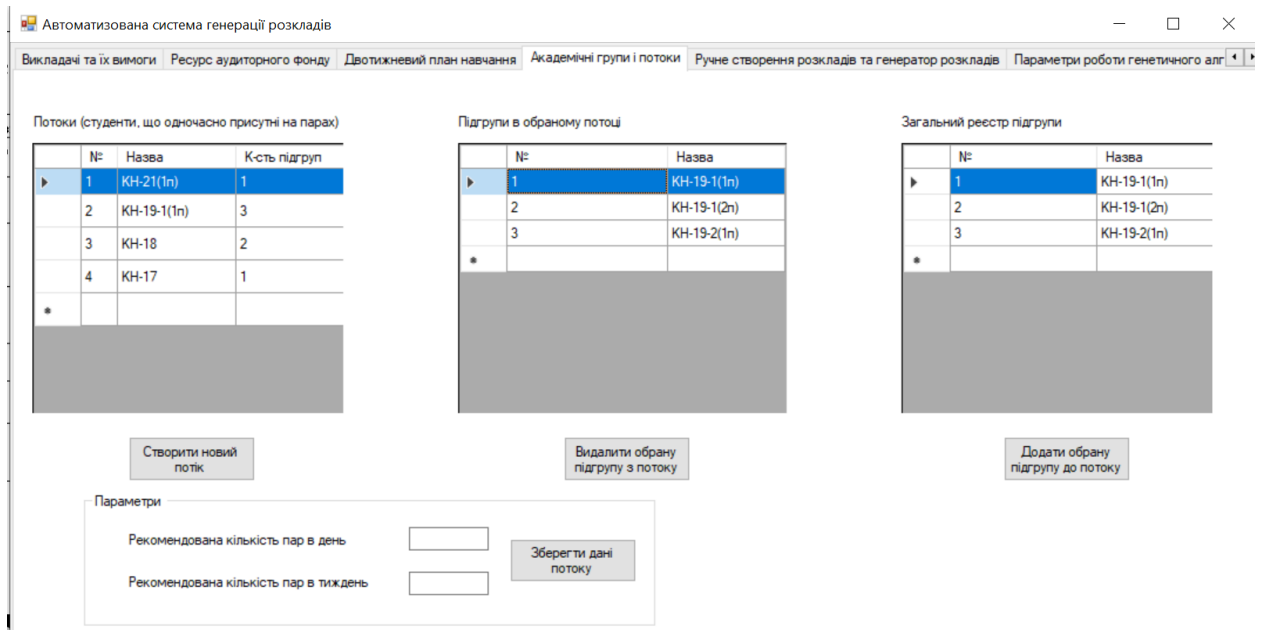 Автоматизована система генерації розкладів
Викладачі та їх вимоги Ресурс аудиторного фонду Двотижневий план навчання Академічні групи і потоки Ручне створення розкладів та генератор розкладів Параметри роботи генетичного алг
Потоки (студенти, що одночасно присутні на парах)
№ Назва К-сть підгруп
1 КН-21(1п) 1
2 КН-19-1(1п) 3
3 КН-18 2
4 КН-17 1
Створити новий
потік
Підгрупи в обраному потоці
№ Назва
1 КН-19-1(1п)
2 КН-19-1(2п)
3 КН-19-2(1п)
Видалити обрану
підгрупу з потоку
Загальний реєстр підгрупи
№ Назва
1 КН-19-1(1п)
2 КН-19-1(2п)
3 КН-19-2(1п)
Додати обрану
підгрупу до потоку
Параметри
Рекомендована кількість пар в день
Рекомендована кількість пар в тиждень
Зберегти дані
потоку